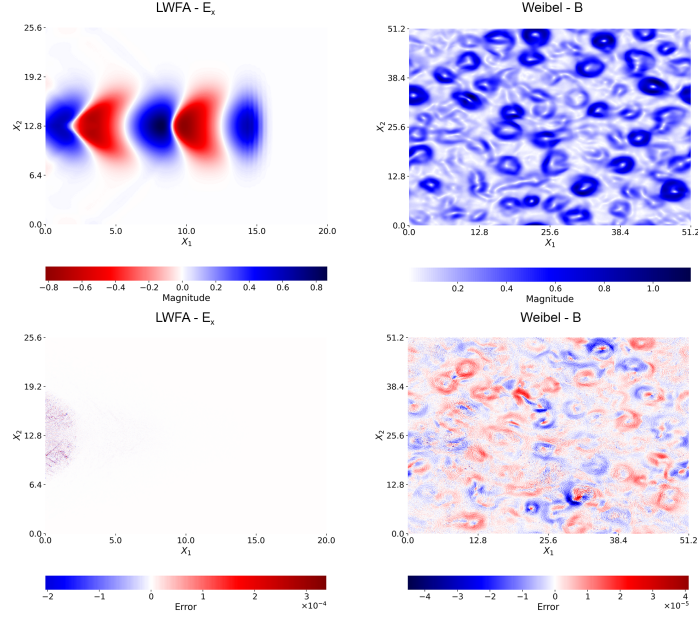 LWFA - Eₓ
Weibel - B
25.6
19.2
12.8
6.4
0.0
X₂
0.0 5.0 10.0 15.0 20.0
X₁
51.2
38.4
25.6
12.8
0.0
X₂
0.0 12.8 25.6 38.4 51.2
X₁
−0.8 −0.6 −0.4 −0.2 0.0 0.2 0.4 0.6 0.8
Magnitude
0.2 0.4 0.6 0.8 1.0
Magnitude
LWFA - Eₓ
Weibel - B
25.6
19.2
12.8
6.4
0.0
X₂
0.0 5.0 10.0 15.0 20.0
X₁
51.2
38.4
25.6
12.8
0.0
X₂
0.0 12.8 25.6 38.4 51.2
X₁
−2 −1 0 1 2 3
Error
×10⁻⁴
−4 −3 −2 −1 0 1 2 3 4
Error
×10⁻⁵